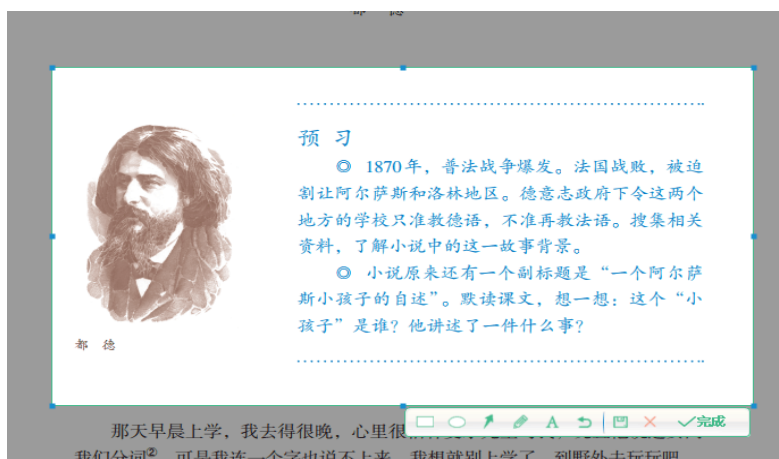 都 德
预 习
◎ 1870年，普法战争爆发。法国战败，被迫
割让阿尔萨斯和洛林地区。德意志政府下令这两个
地方的学校只准教德语，不准再教法语。搜集相关
资料，了解小说中的这一故事背景。
◎ 小说原来还有一个副标题是“一个阿尔萨
斯小孩子的自述”。默读课文，想一想：这个“小
孩子”是谁？他讲述了一件什么事？
都 德
A
完成
那天早晨上学，我去得很晚，心里很
我们分词②，可是我连一个字也说不上来。我想就别上学了，到野外去玩玩吧。